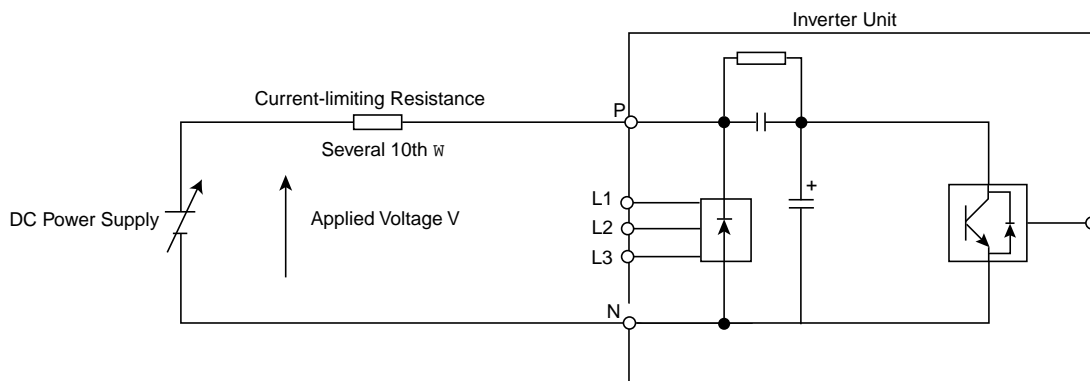 Inverter Unit
Current-limiting Resistance
P
Several 10th W
L1
DC Power Supply
Applied Voltage V
L2
L3
+
N